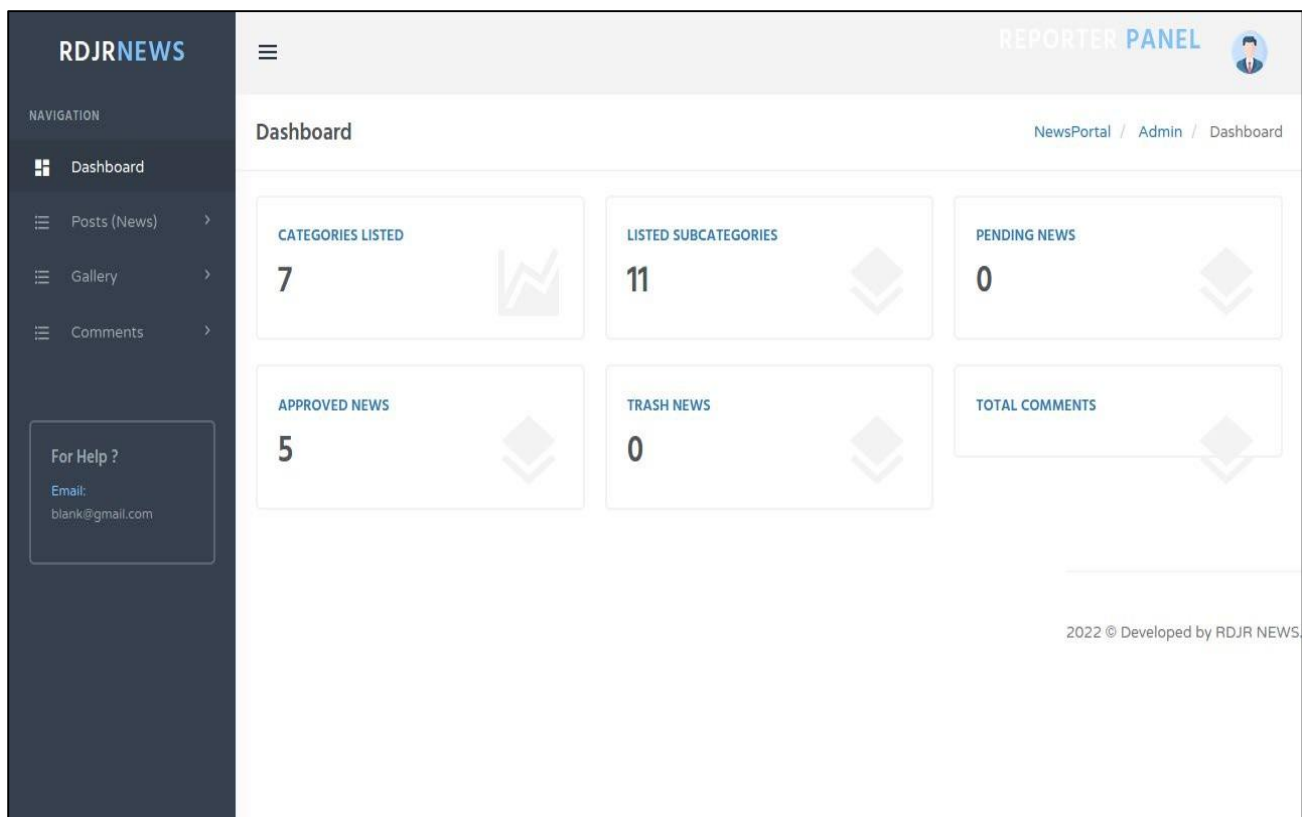 RDJRNEWS
REPORTER PANEL
NAVIGATION
Dashboard
Posts (News)
Gallery
Comments
For Help ?
Email:
blank@gmail.com
Dashboard
NewsPortal / Admin / Dashboard
CATEGORIES LISTED
7
LISTED SUBCATEGORIES
11
PENDING NEWS
0
APPROVED NEWS
5
TRASH NEWS
0
TOTAL COMMENTS
2022 © Developed by RDJR NEWS.